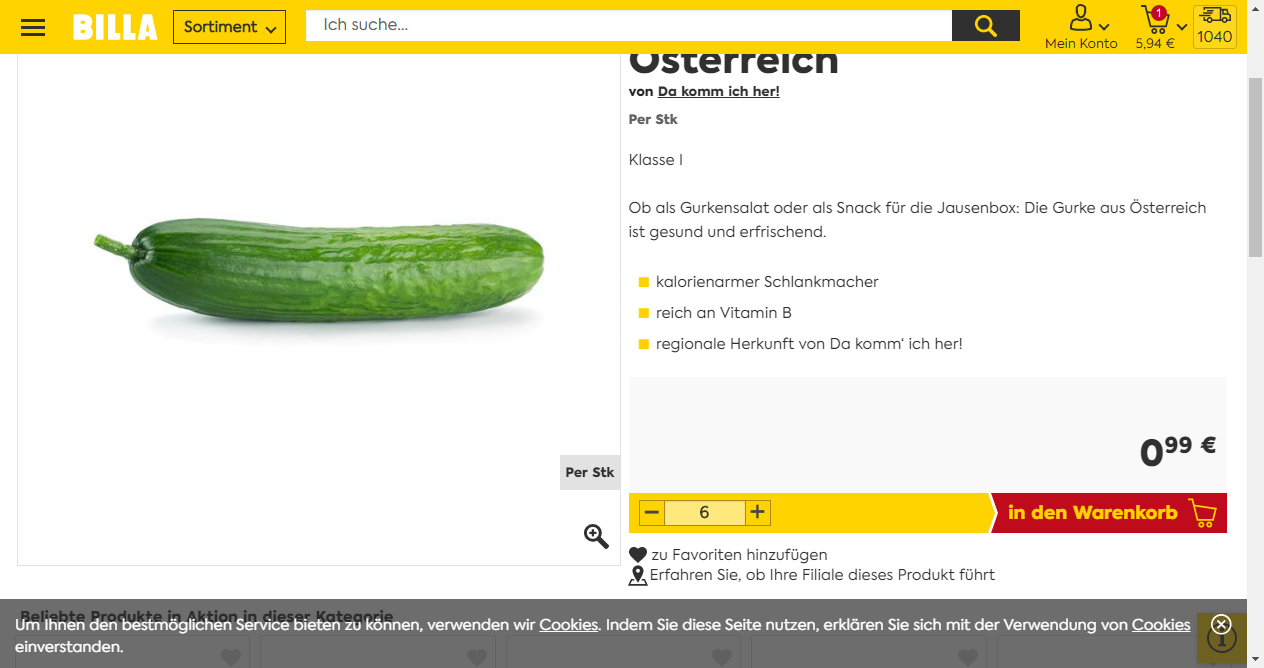 BILLA
Sortiment
Ich suche...
Mein Konto
1
5,94 €
1040
Österreich
von Da komm ich her!
Per Stk
Klasse I
Ob als Gurkensalat oder als Snack für die Jausenbox: Die Gurke aus Österreich
ist gesund und erfrischend.
kalorienarmer Schlankmacher
reich an Vitamin B
regionale Herkunft von Da komm‘ ich her!
Per Stk
0,99 €
6
in den Warenkorb
zu Favoriten hinzufügen
Erfahren Sie, ob Ihre Filiale dieses Produkt führt
Beliebte Produkte in Aktion in dieser Kategorie
Um Ihnen den bestmöglichen Service bieten zu können, verwenden wir Cookies. Indem Sie diese Seite nutzen, erklären Sie sich mit der Verwendung von Cookies
einverstanden.